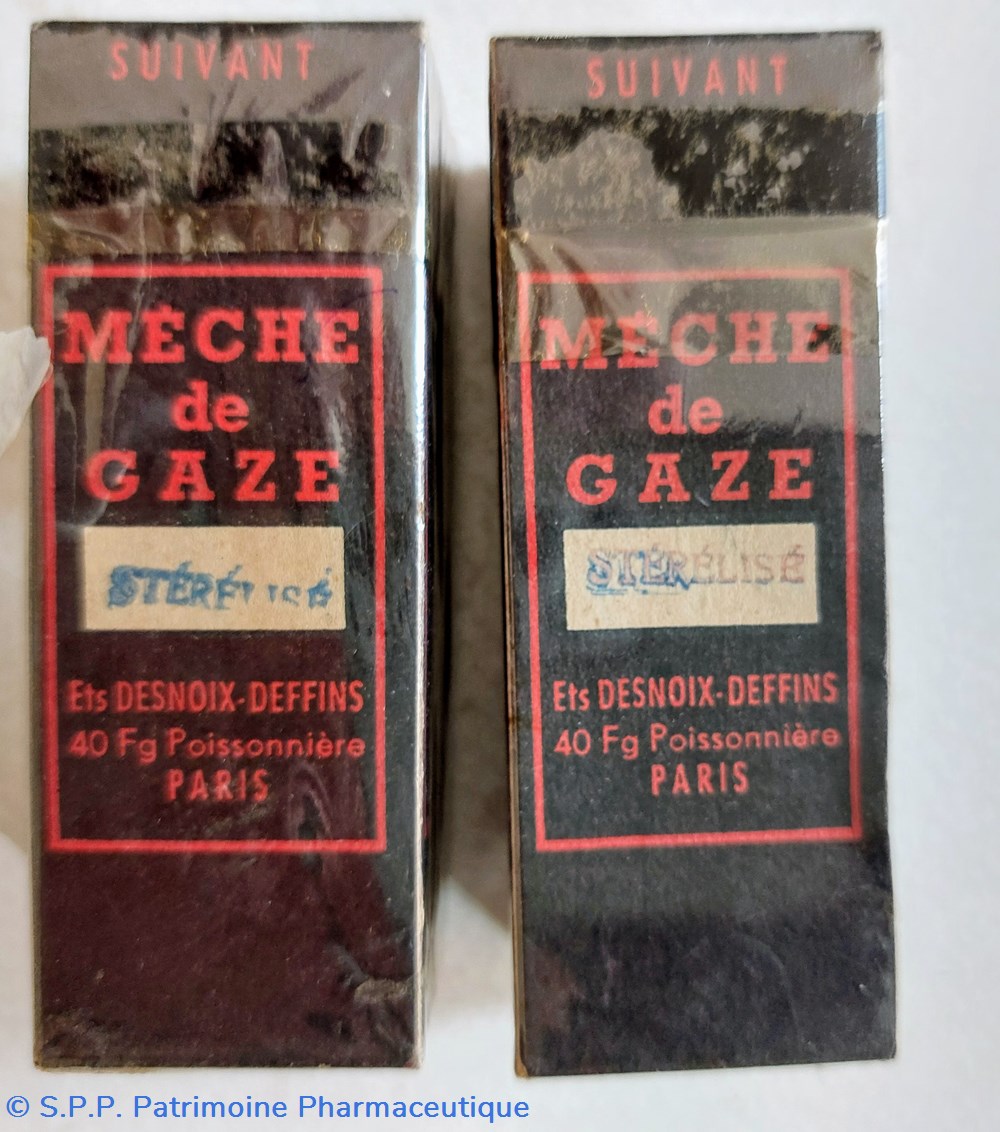 SUIVANT
MÈCHE
de
GAZE
STÉRÉLISÉ
Ets DESNOIX-DEFFINS
40 Fg Poissonnière
PARIS
SUIVANT
MÈCHE
de
GAZE
STÉRÉLISÉ
Ets DESNOIX-DEFFINS
40 Fg Poissonnière
PARIS
© S.P.P. Patrimoine Pharmaceutique